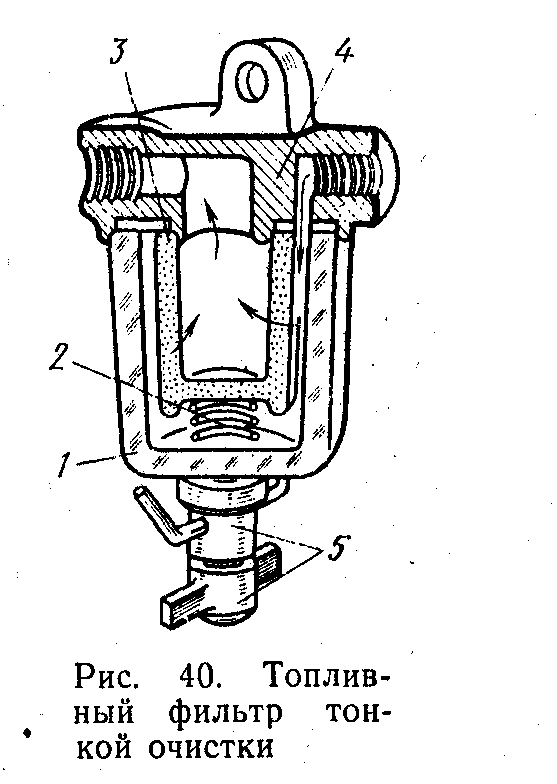 3
4
2
1
5
Рис. 40. Топлив-
ный фильтр тон-
кой очистки